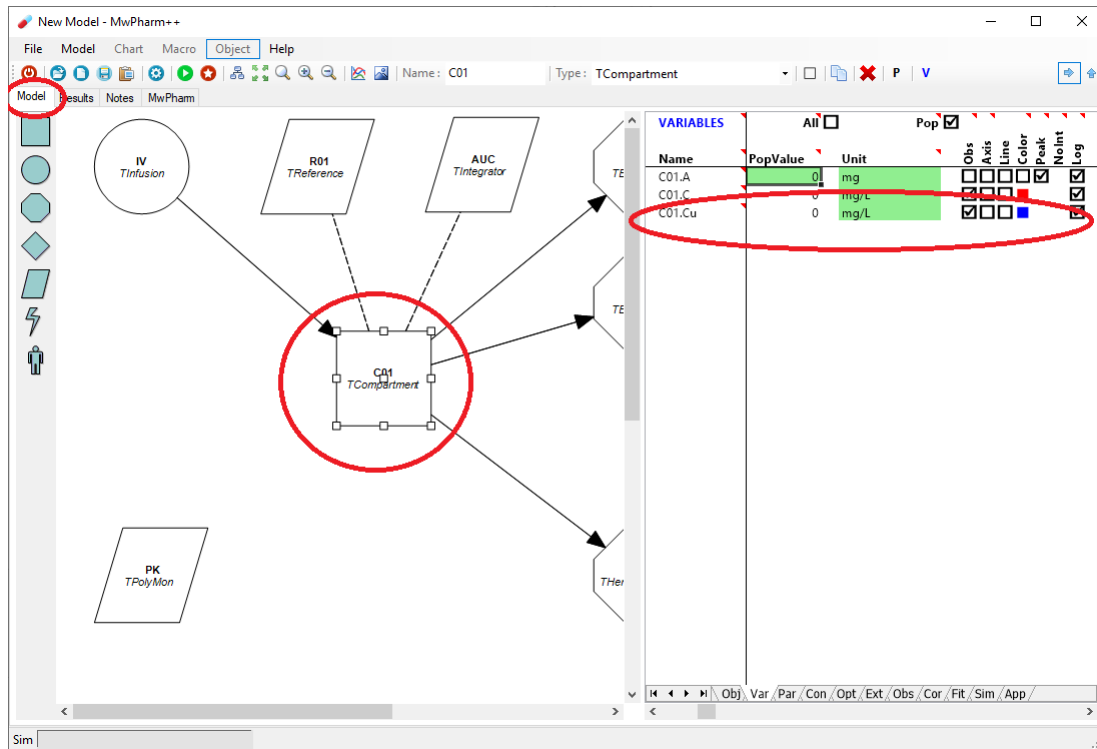 New Model - MwPharm++
File Model Chart Macro Object Help
Name: C01 Type: TCompartment P V
Model Results Notes MwPharm
IV
TInfusion
R01
TReference
AUC
TIntegrator
C01
TCompartment
PK
TPolyMon
VARIABLES All Pop
Name PopValue Unit Obs Axis Line Color Peak NoInt Log
C01.A 0 mg
C01.C 0 mg/L
C01.Cu 0 mg/L
Obj Var Par Con Opt Ext Obs Cor Fit Sim App
Sim